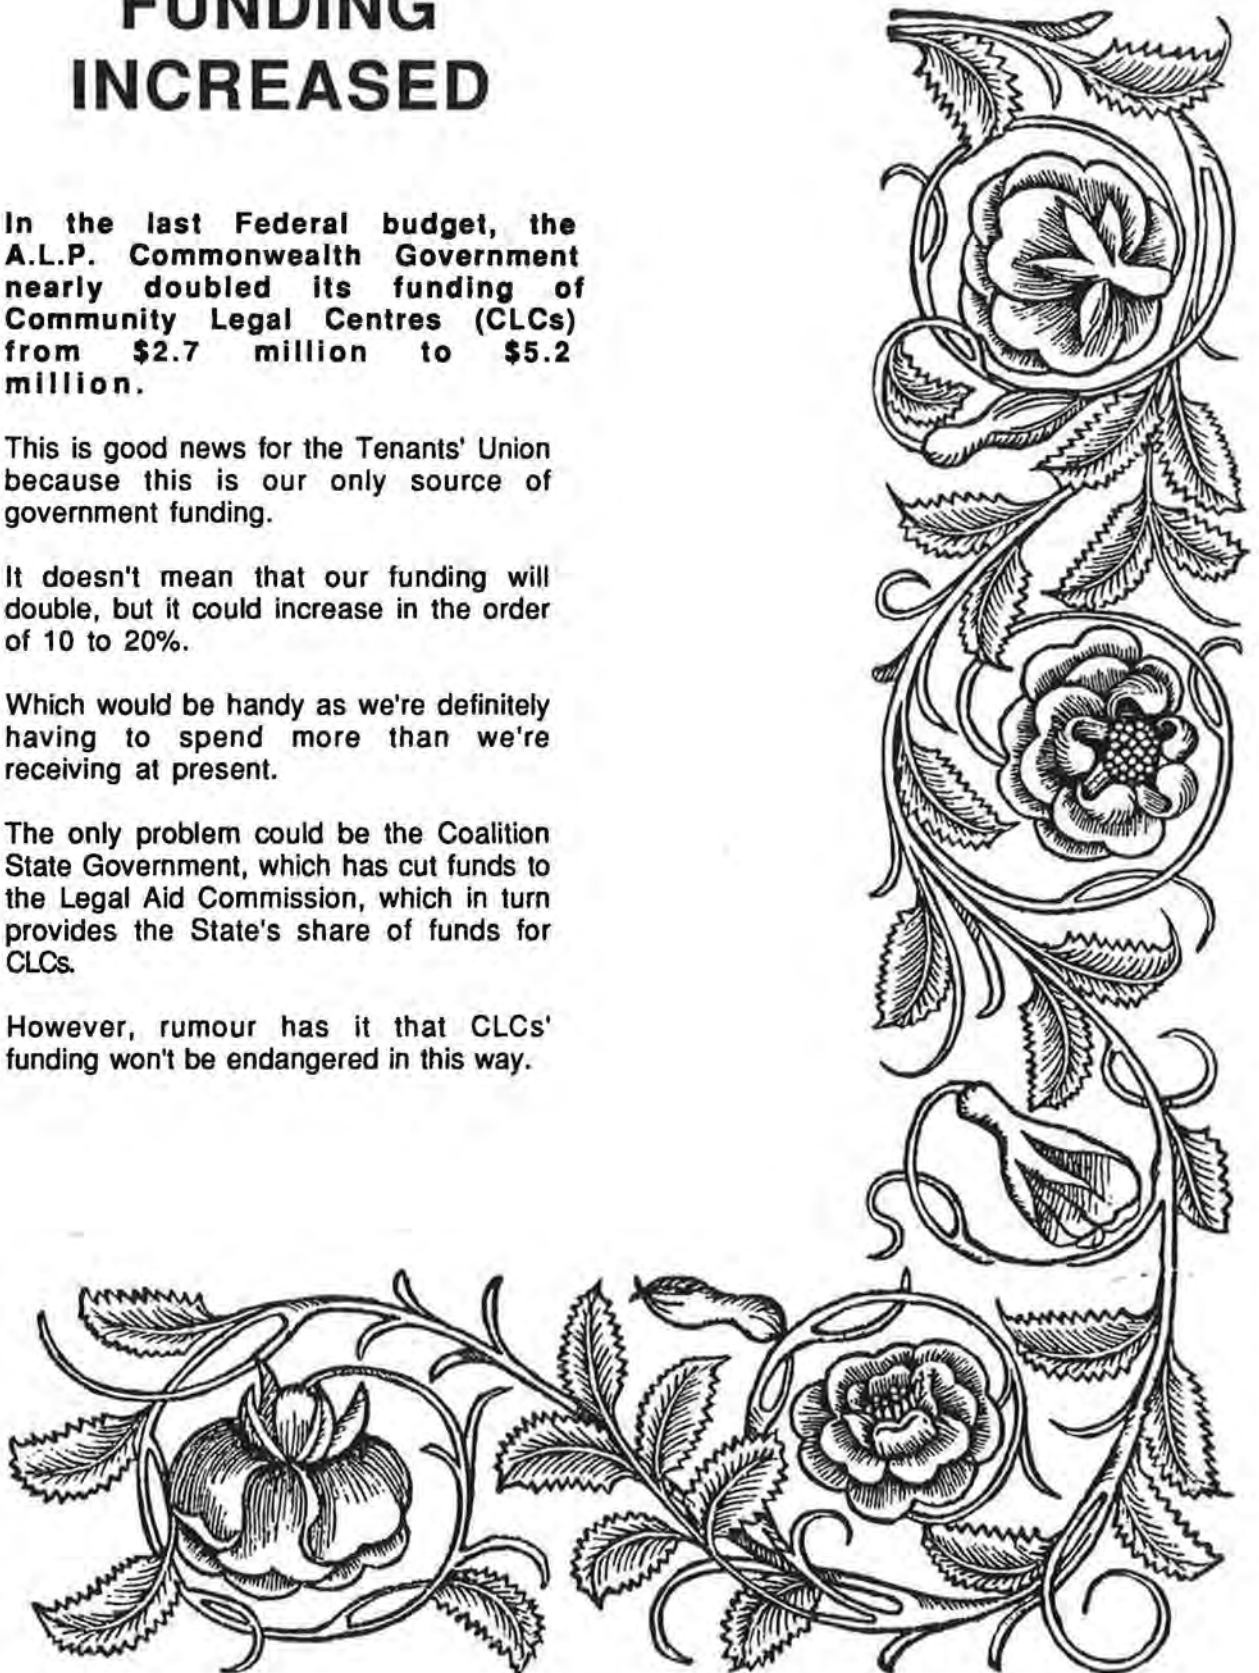 FUNDING
INCREASED
In the last Federal budget, the
A.L.P. Commonwealth Government
nearly doubled its funding of
Community Legal Centres (CLCs)
from $2.7 million to $5.2
million.
This is good news for the Tenants' Union
because this is our only source of
government funding.
It doesn't mean that our funding will
double, but it could increase in the order
of 10 to 20%.
Which would be handy as we're definitely
having to spend more than we're
receiving at present.
The only problem could be the Coalition
State Government, which has cut funds to
the Legal Aid Commission, which in turn
provides the State's share of funds for
CLCs.
However, rumour has it that CLCs'
funding won't be endangered in this way.